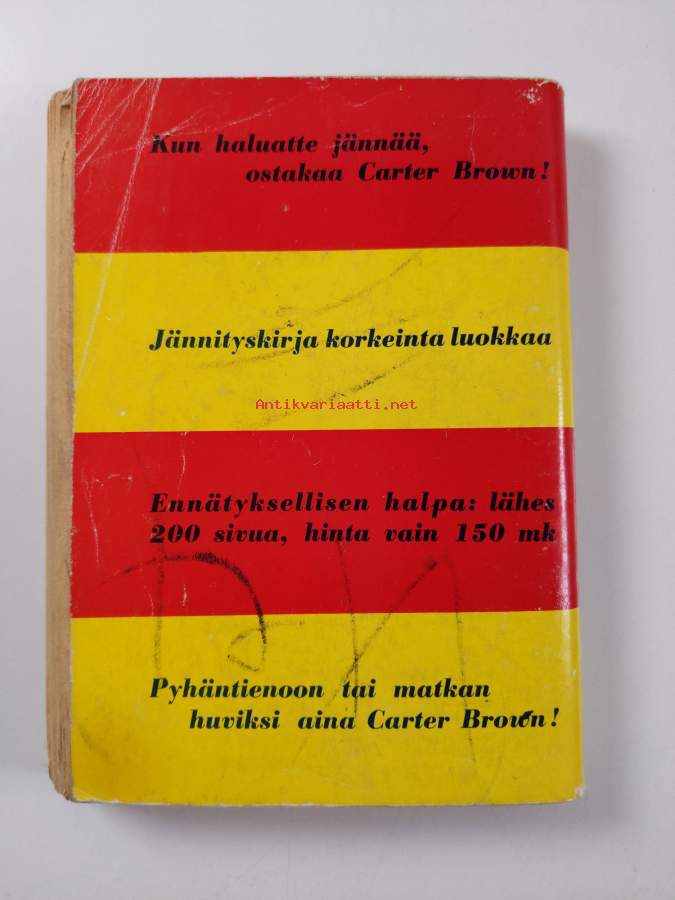 Kun haluatte jännää,
ostakaa Carter Brown!
Jännityskirja korkeinta luokkaa
Antikvariaatti.net
Ennätyksellisen halpa: lähes
200 sivua, hinta vain 150 mk
Pyhäntienoon tai matkan
huviksi aina Carter Brown!